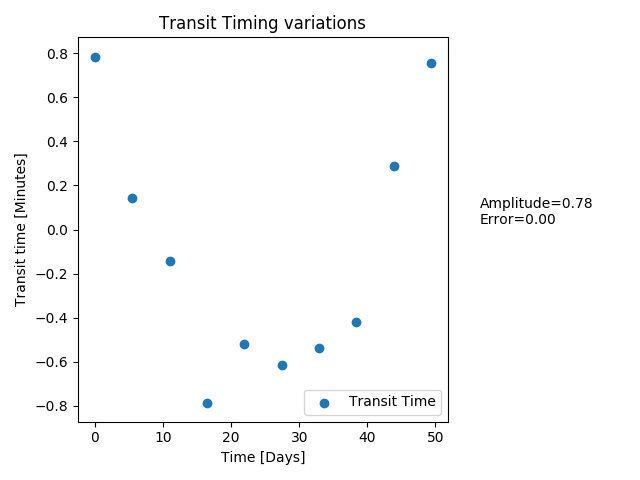 Transit Timing variations
Transit time [Minutes]
0.8
0.6
0.4
0.2
0.0
−0.2
−0.4
−0.6
−0.8
Amplitude=0.78
Error=0.00
Transit Time
0 10 20 30 40 50
Time [Days]